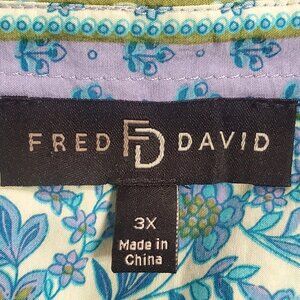 FRED FD DAVID
3X
Made in
China